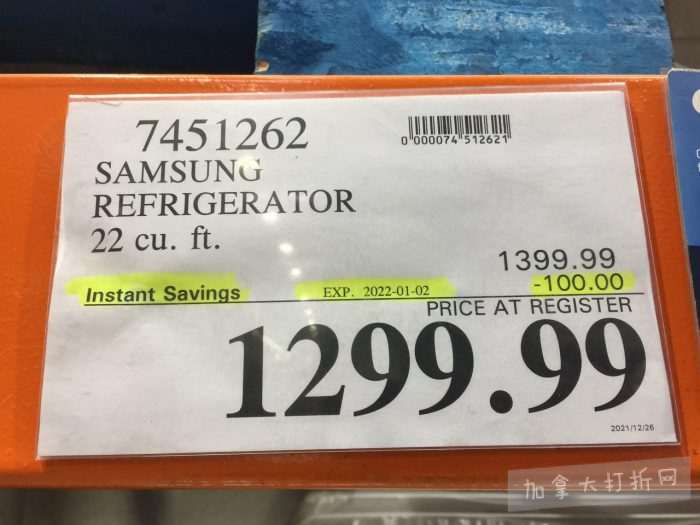 7451262
0 000074 512621
SAMSUNG
REFRIGERATOR
22 cu. ft.
1399.99
Instant Savings EXP. 2022-01-02 -100.00
PRICE AT REGISTER
1299.99
2021/12/26
加拿大打折网